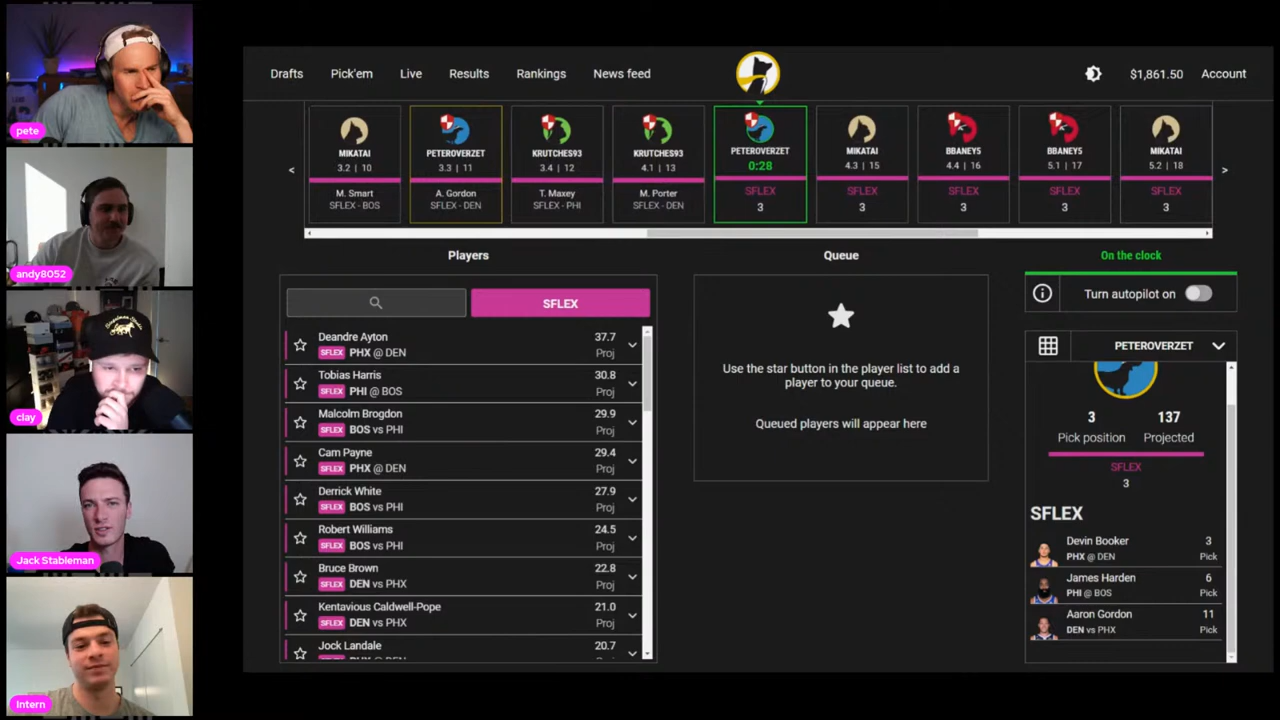 pete
andy8052
clay
Jack Stableman
Intern
Drafts
Pick'em
Live
Results
Rankings
News feed
$1,861.50
Account
<
MIKATAI
3.2 | 10
M. Smart
SFLEX - BOS
PETEROVERZET
3.3 | 11
A. Gordon
SFLEX - DEN
KRUTCHES93
3.4 | 12
T. Maxey
SFLEX - PHI
KRUTCHES93
4.1 | 13
M. Porter
SFLEX - DEN
PETEROVERZET
0:28
SFLEX
3
MIKATAI
4.3 | 15
SFLEX
3
BBANEY5
4.4 | 16
SFLEX
3
BBANEY5
5.1 | 17
SFLEX
3
MIKATAI
5.2 | 18
SFLEX
3
>
Players
SFLEX
Deandre Ayton 37.7
SFLEX PHX @ DEN Proj
Tobias Harris 30.8
SFLEX PHI @ BOS Proj
Malcolm Brogdon 29.9
SFLEX BOS vs PHI Proj
Cam Payne 29.4
SFLEX PHX @ DEN Proj
Derrick White 27.9
SFLEX BOS vs PHI Proj
Robert Williams 24.5
SFLEX BOS vs PHI Proj
Bruce Brown 22.8
SFLEX DEN vs PHX Proj
Kentavious Caldwell-Pope 21.0
SFLEX DEN vs PHX Proj
Jock Landale 20.7
Queue
Use the star button in the player list to add a
player to your queue.
Queued players will appear here
On the clock
Turn autopilot on
PETEROVERZET
3 137
Pick position Projected
SFLEX
3
SFLEX
Devin Booker 3
PHX @ DEN Pick
James Harden 6
PHI @ BOS Pick
Aaron Gordon 11
DEN vs PHX Pick